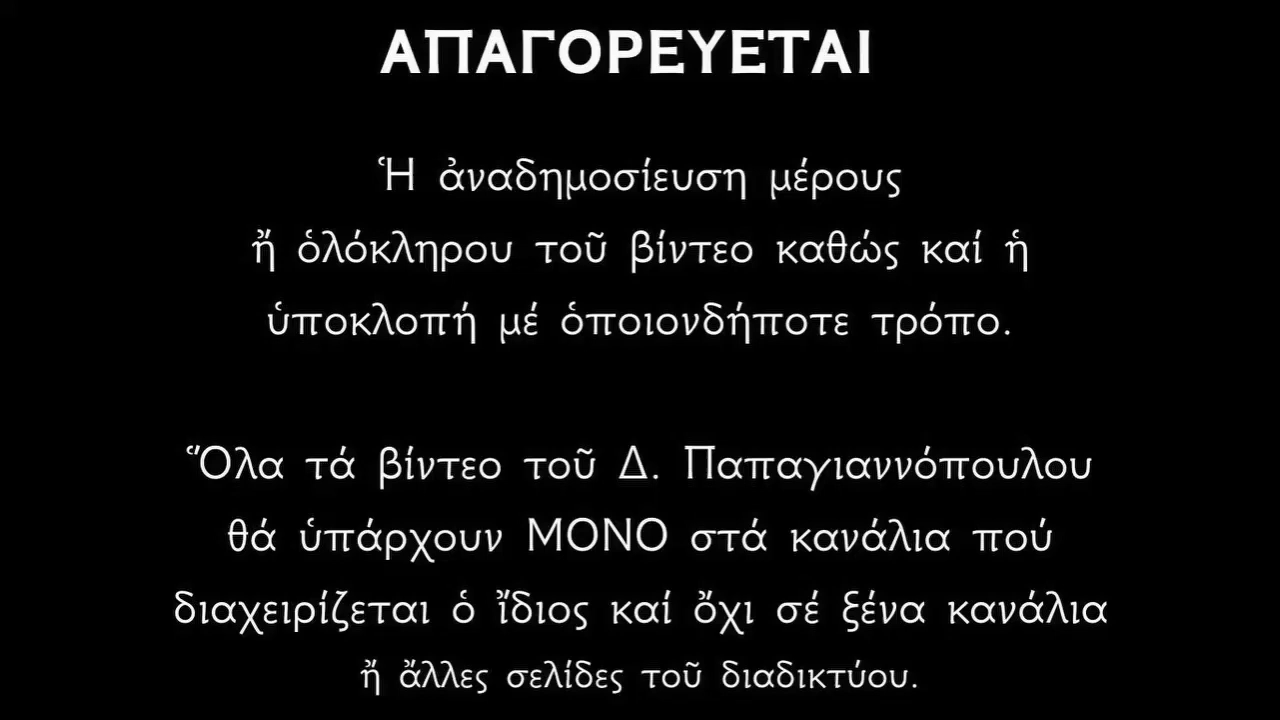 ΑΠΑΓΟΡΕΥΕΤΑΙ
Ἡ ἀναδημοσίευση μέρους
ἤ ὁλόκληρου τοῦ βίντεο καθώς καί ἡ
ὑποκλοπή μέ ὁποιονδήποτε τρόπο.
Ὅλα τά βίντεο τοῦ Δ. Παπαγιαννόπουλου
θά ὑπάρχουν ΜΟΝΟ στά κανάλια πού
διαχειρίζεται ὁ ἴδιος καί ὄχι σέ ξένα κανάλια
ἤ ἄλλες σελίδες τοῦ διαδικτύου.